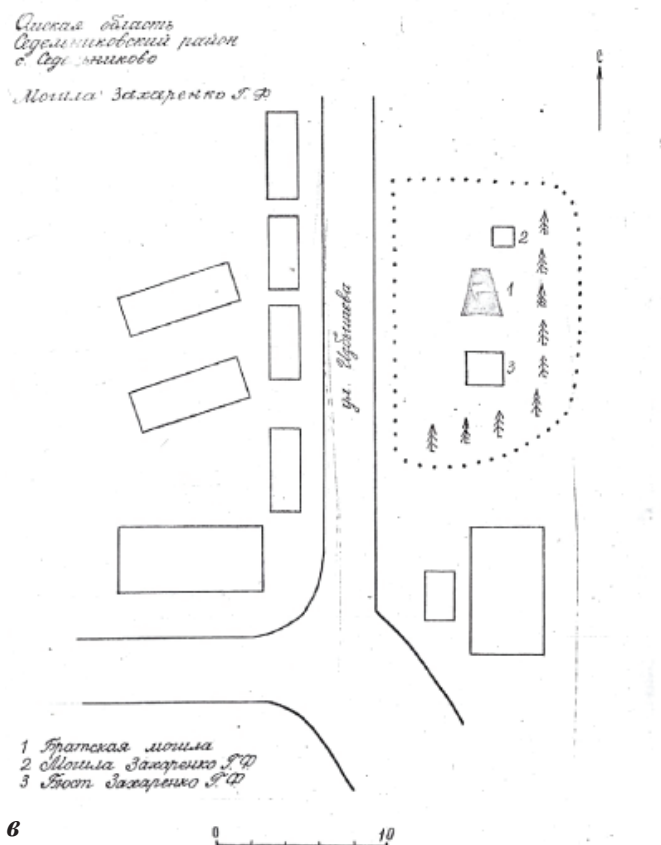 Омская область
Седельниковский район
с. Седельниково
Могила Захаренко Г. Ф.
с
2
1
3
ул. Избышева
1 Братская могила
2 Могила Захаренко Г.Ф
3 Бюст Захаренко Г.Ф
в
0 10